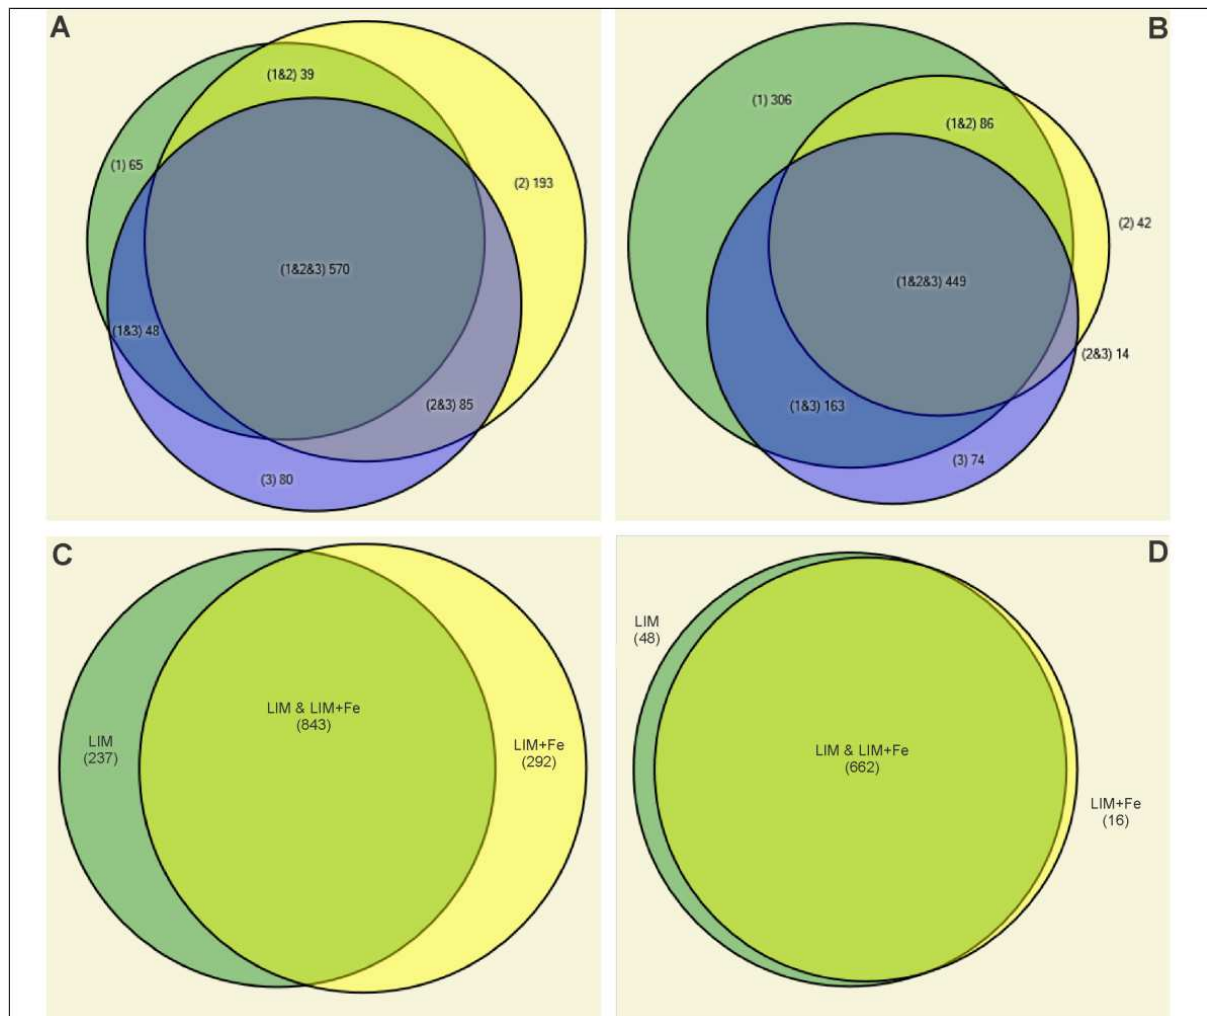 A
(1&2) 39
(1) 65
(2) 193
(1&2&3) 570
(1&3) 48
(2&3) 85
(3) 80
B
(1) 306
(1&2) 86
(2) 42
(1&2&3) 449
(2&3) 14
(1&3) 163
(3) 74
C
LIM & LIM+Fe
(843)
LIM
(237)
LIM+Fe
(292)
D
LIM
(48)
LIM & LIM+Fe
(662)
LIM+Fe
(16)